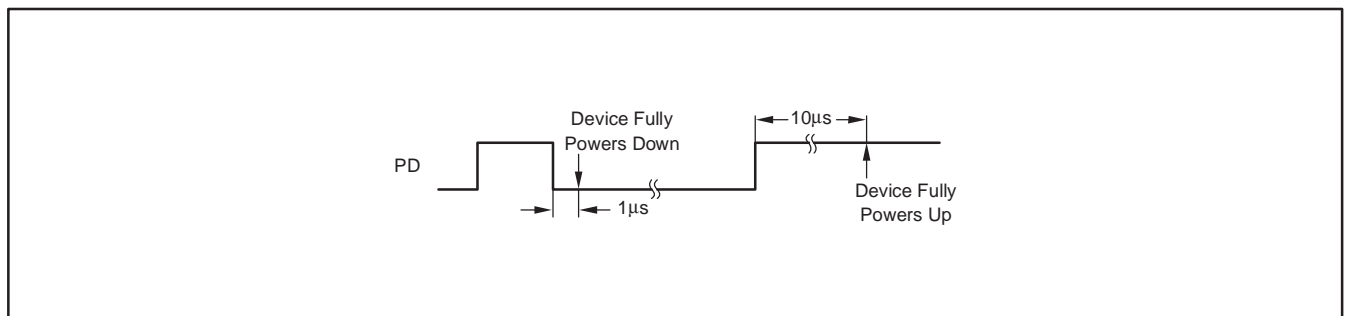 PD
Device Fully
Powers Down
1μs
10μs
Device Fully
Powers Up